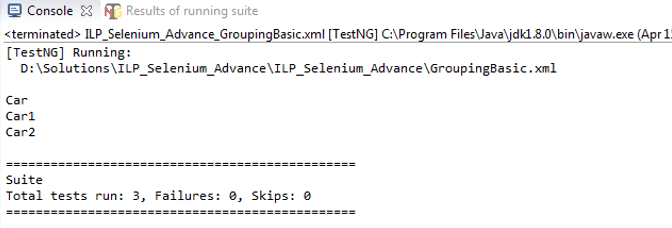 Console Results of running suite
<terminated> ILP_Selenium_Advance_GroupingBasic.xml [TestNG] C:\Program Files\Java\jdk1.8.0\bin\javaw.exe (Apr 1
[TestNG] Running:
D:\Solutions\ILP_Selenium_Advance\ILP_Selenium_Advance\GroupingBasic.xml
Car
Car1
Car2
===============================================
Suite
Total tests run: 3, Failures: 0, Skips: 0
===============================================